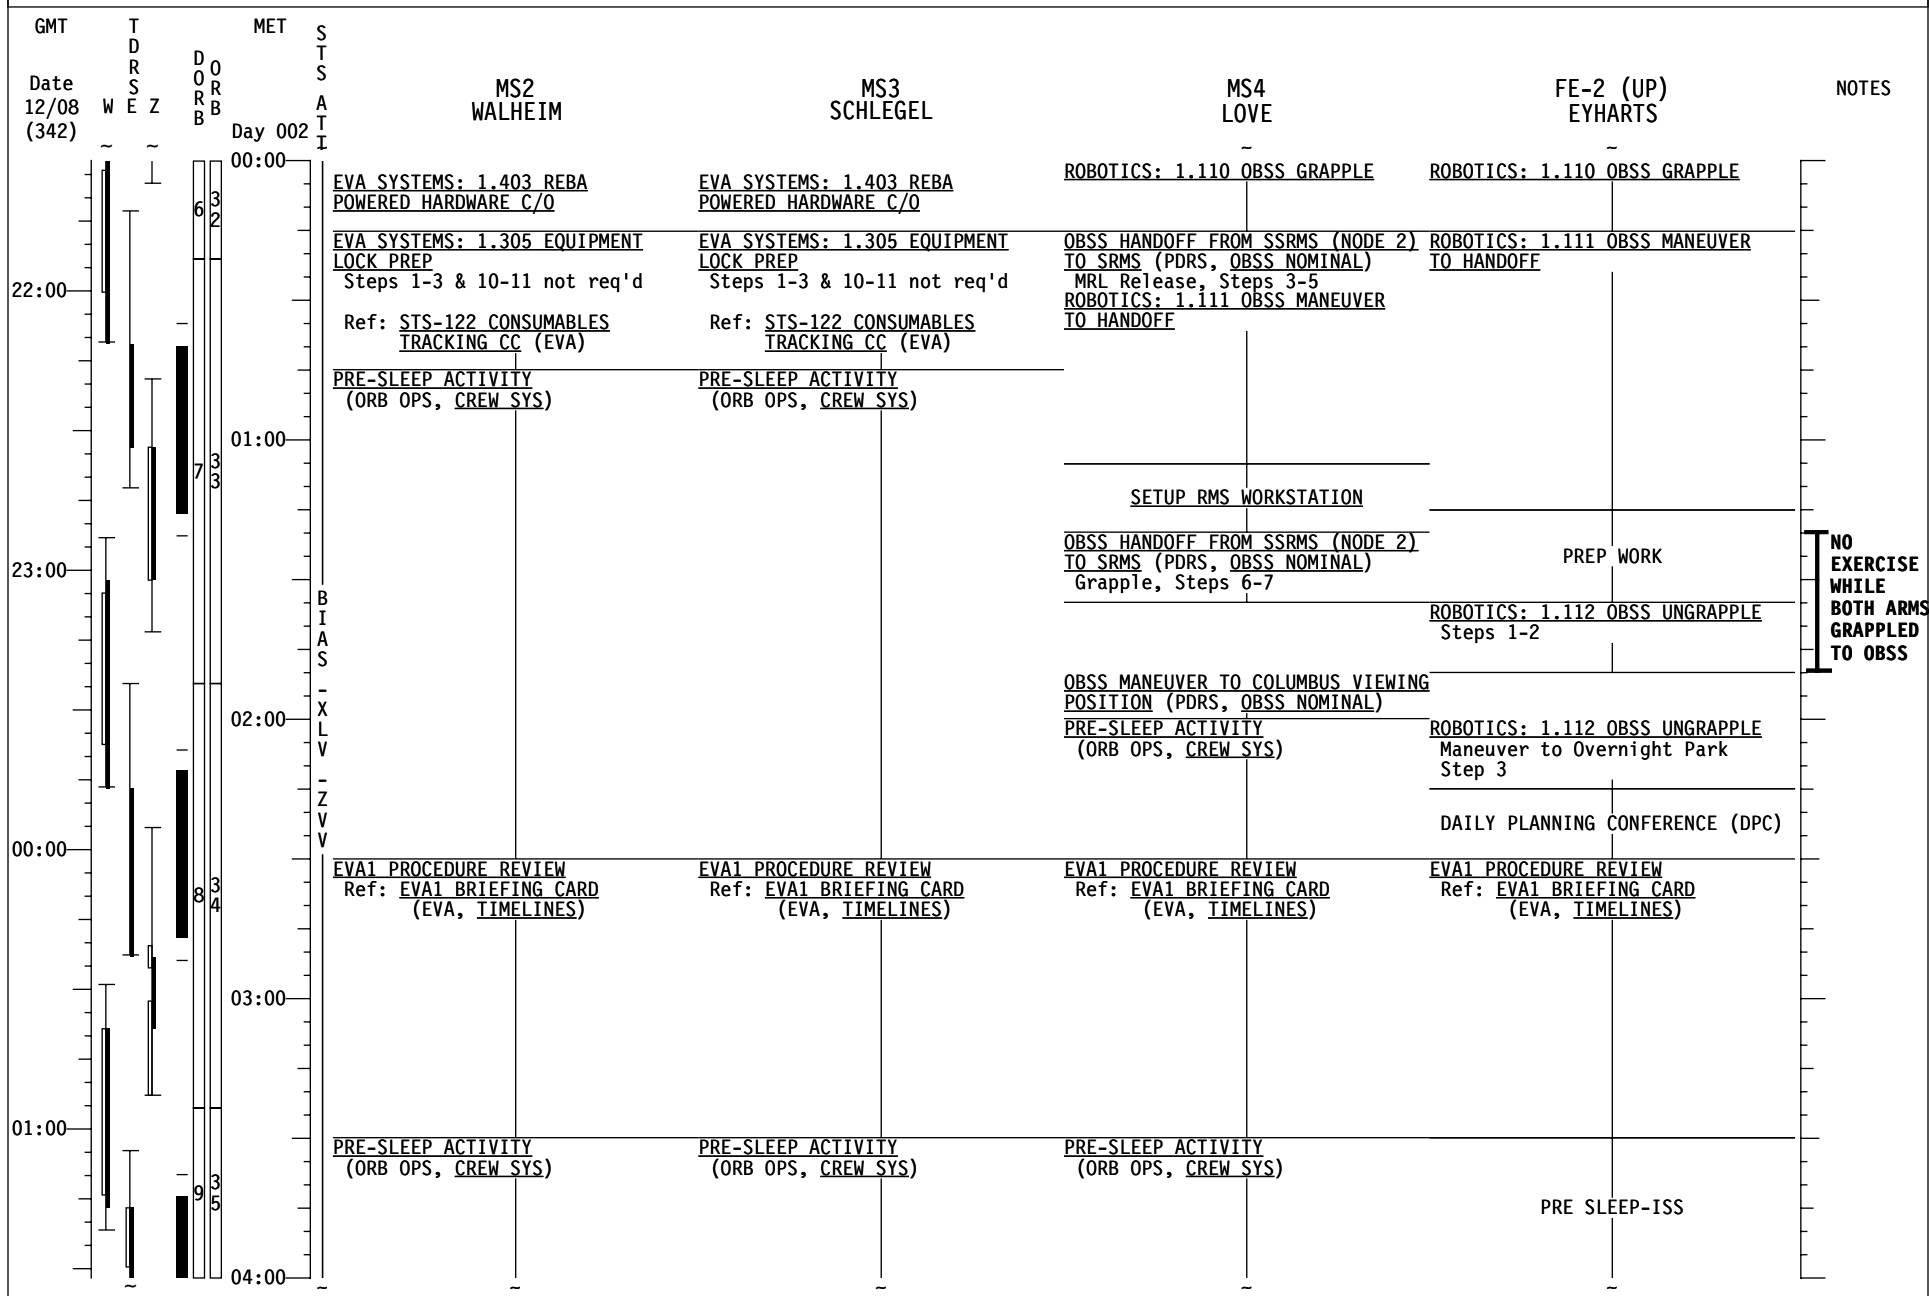 GMT
Date
12/08
(342)
TDRS
W E Z
DORB
ORB
MET
Day 002
STS ATT
MS2
WALHEIM
MS3
SCHLEGEL
MS4
LOVE
FE-2 (UP)
EYHARTS
NOTES
~ ~ ~ ~
22:00
23:00
00:00
01:00
6
7
8
9
32
33
34
35
00:00
01:00
02:00
03:00
04:00
BIAS -XLV -ZVV
EVA SYSTEMS: 1.403 REBA
POWERED HARDWARE C/O
EVA SYSTEMS: 1.305 EQUIPMENT
LOCK PREP
Steps 1-3 & 10-11 not req'd
Ref: STS-122 CONSUMABLES
TRACKING CC (EVA)
PRE-SLEEP ACTIVITY
(ORB OPS, CREW SYS)
EVA1 PROCEDURE REVIEW
Ref: EVA1 BRIEFING CARD
(EVA, TIMELINES)
PRE-SLEEP ACTIVITY
(ORB OPS, CREW SYS)
EVA SYSTEMS: 1.403 REBA
POWERED HARDWARE C/O
EVA SYSTEMS: 1.305 EQUIPMENT
LOCK PREP
Steps 1-3 & 10-11 not req'd
Ref: STS-122 CONSUMABLES
TRACKING CC (EVA)
PRE-SLEEP ACTIVITY
(ORB OPS, CREW SYS)
EVA1 PROCEDURE REVIEW
Ref: EVA1 BRIEFING CARD
(EVA, TIMELINES)
PRE-SLEEP ACTIVITY
(ORB OPS, CREW SYS)
ROBOTICS: 1.110 OBSS GRAPPLE
OBSS HANDOFF FROM SSRMS (NODE 2)
TO SRMS (PDRS, OBSS NOMINAL)
MRL Release, Steps 3-5
ROBOTICS: 1.111 OBSS MANEUVER
TO HANDOFF
SETUP RMS WORKSTATION
OBSS HANDOFF FROM SSRMS (NODE 2)
TO SRMS (PDRS, OBSS NOMINAL)
Grapple, Steps 6-7
OBSS MANEUVER TO COLUMBUS VIEWING
POSITION (PDRS, OBSS NOMINAL)
PRE-SLEEP ACTIVITY
(ORB OPS, CREW SYS)
EVA1 PROCEDURE REVIEW
Ref: EVA1 BRIEFING CARD
(EVA, TIMELINES)
PRE-SLEEP ACTIVITY
(ORB OPS, CREW SYS)
ROBOTICS: 1.110 OBSS GRAPPLE
ROBOTICS: 1.111 OBSS MANEUVER
TO HANDOFF
PREP WORK
ROBOTICS: 1.112 OBSS UNGRAPPLE
Steps 1-2
ROBOTICS: 1.112 OBSS UNGRAPPLE
Maneuver to Overnight Park
Step 3
DAILY PLANNING CONFERENCE (DPC)
EVA1 PROCEDURE REVIEW
Ref: EVA1 BRIEFING CARD
(EVA, TIMELINES)
PRE SLEEP-ISS
NO
EXERCISE
WHILE
BOTH ARMS
GRAPPLED
TO OBSS
~ ~ ~ ~ ~ ~